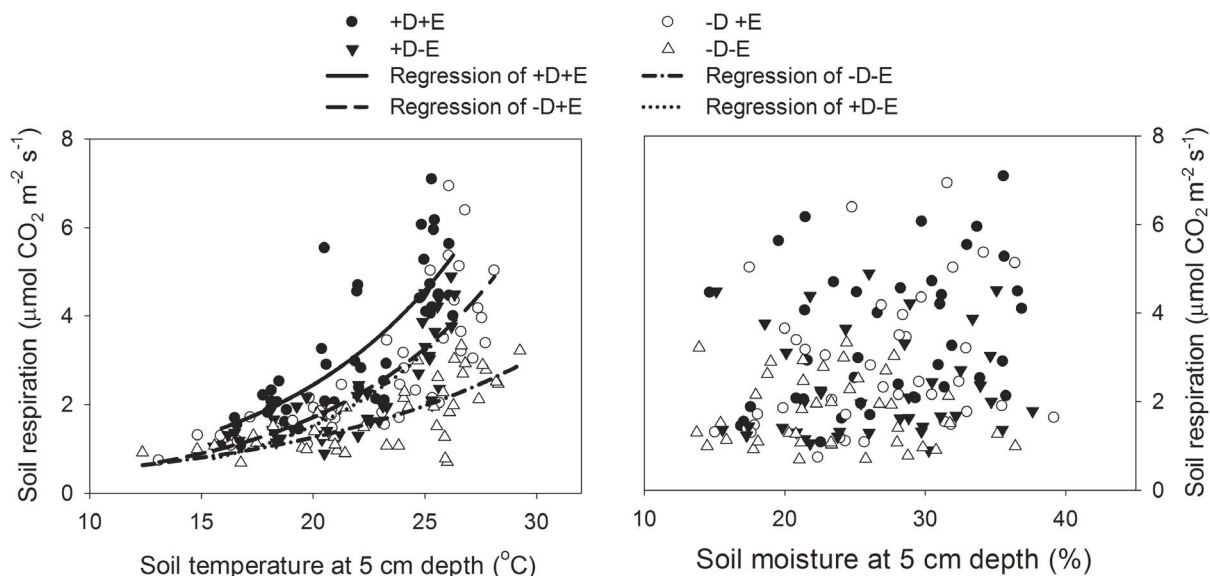 +D+E
-D +E
+D-E
-D-E
Regression of +D+E
Regression of -D-E
Regression of -D+E
Regression of +D-E
Soil respiration (μmol CO2 m-2 s-1)
8
6
4
2
0
10
15
20
25
30
Soil temperature at 5 cm depth (oC)
8
6
4
2
0
Soil respiration (μmol CO2 m-2 s-1)
10
20
30
40
Soil moisture at 5 cm depth (%)